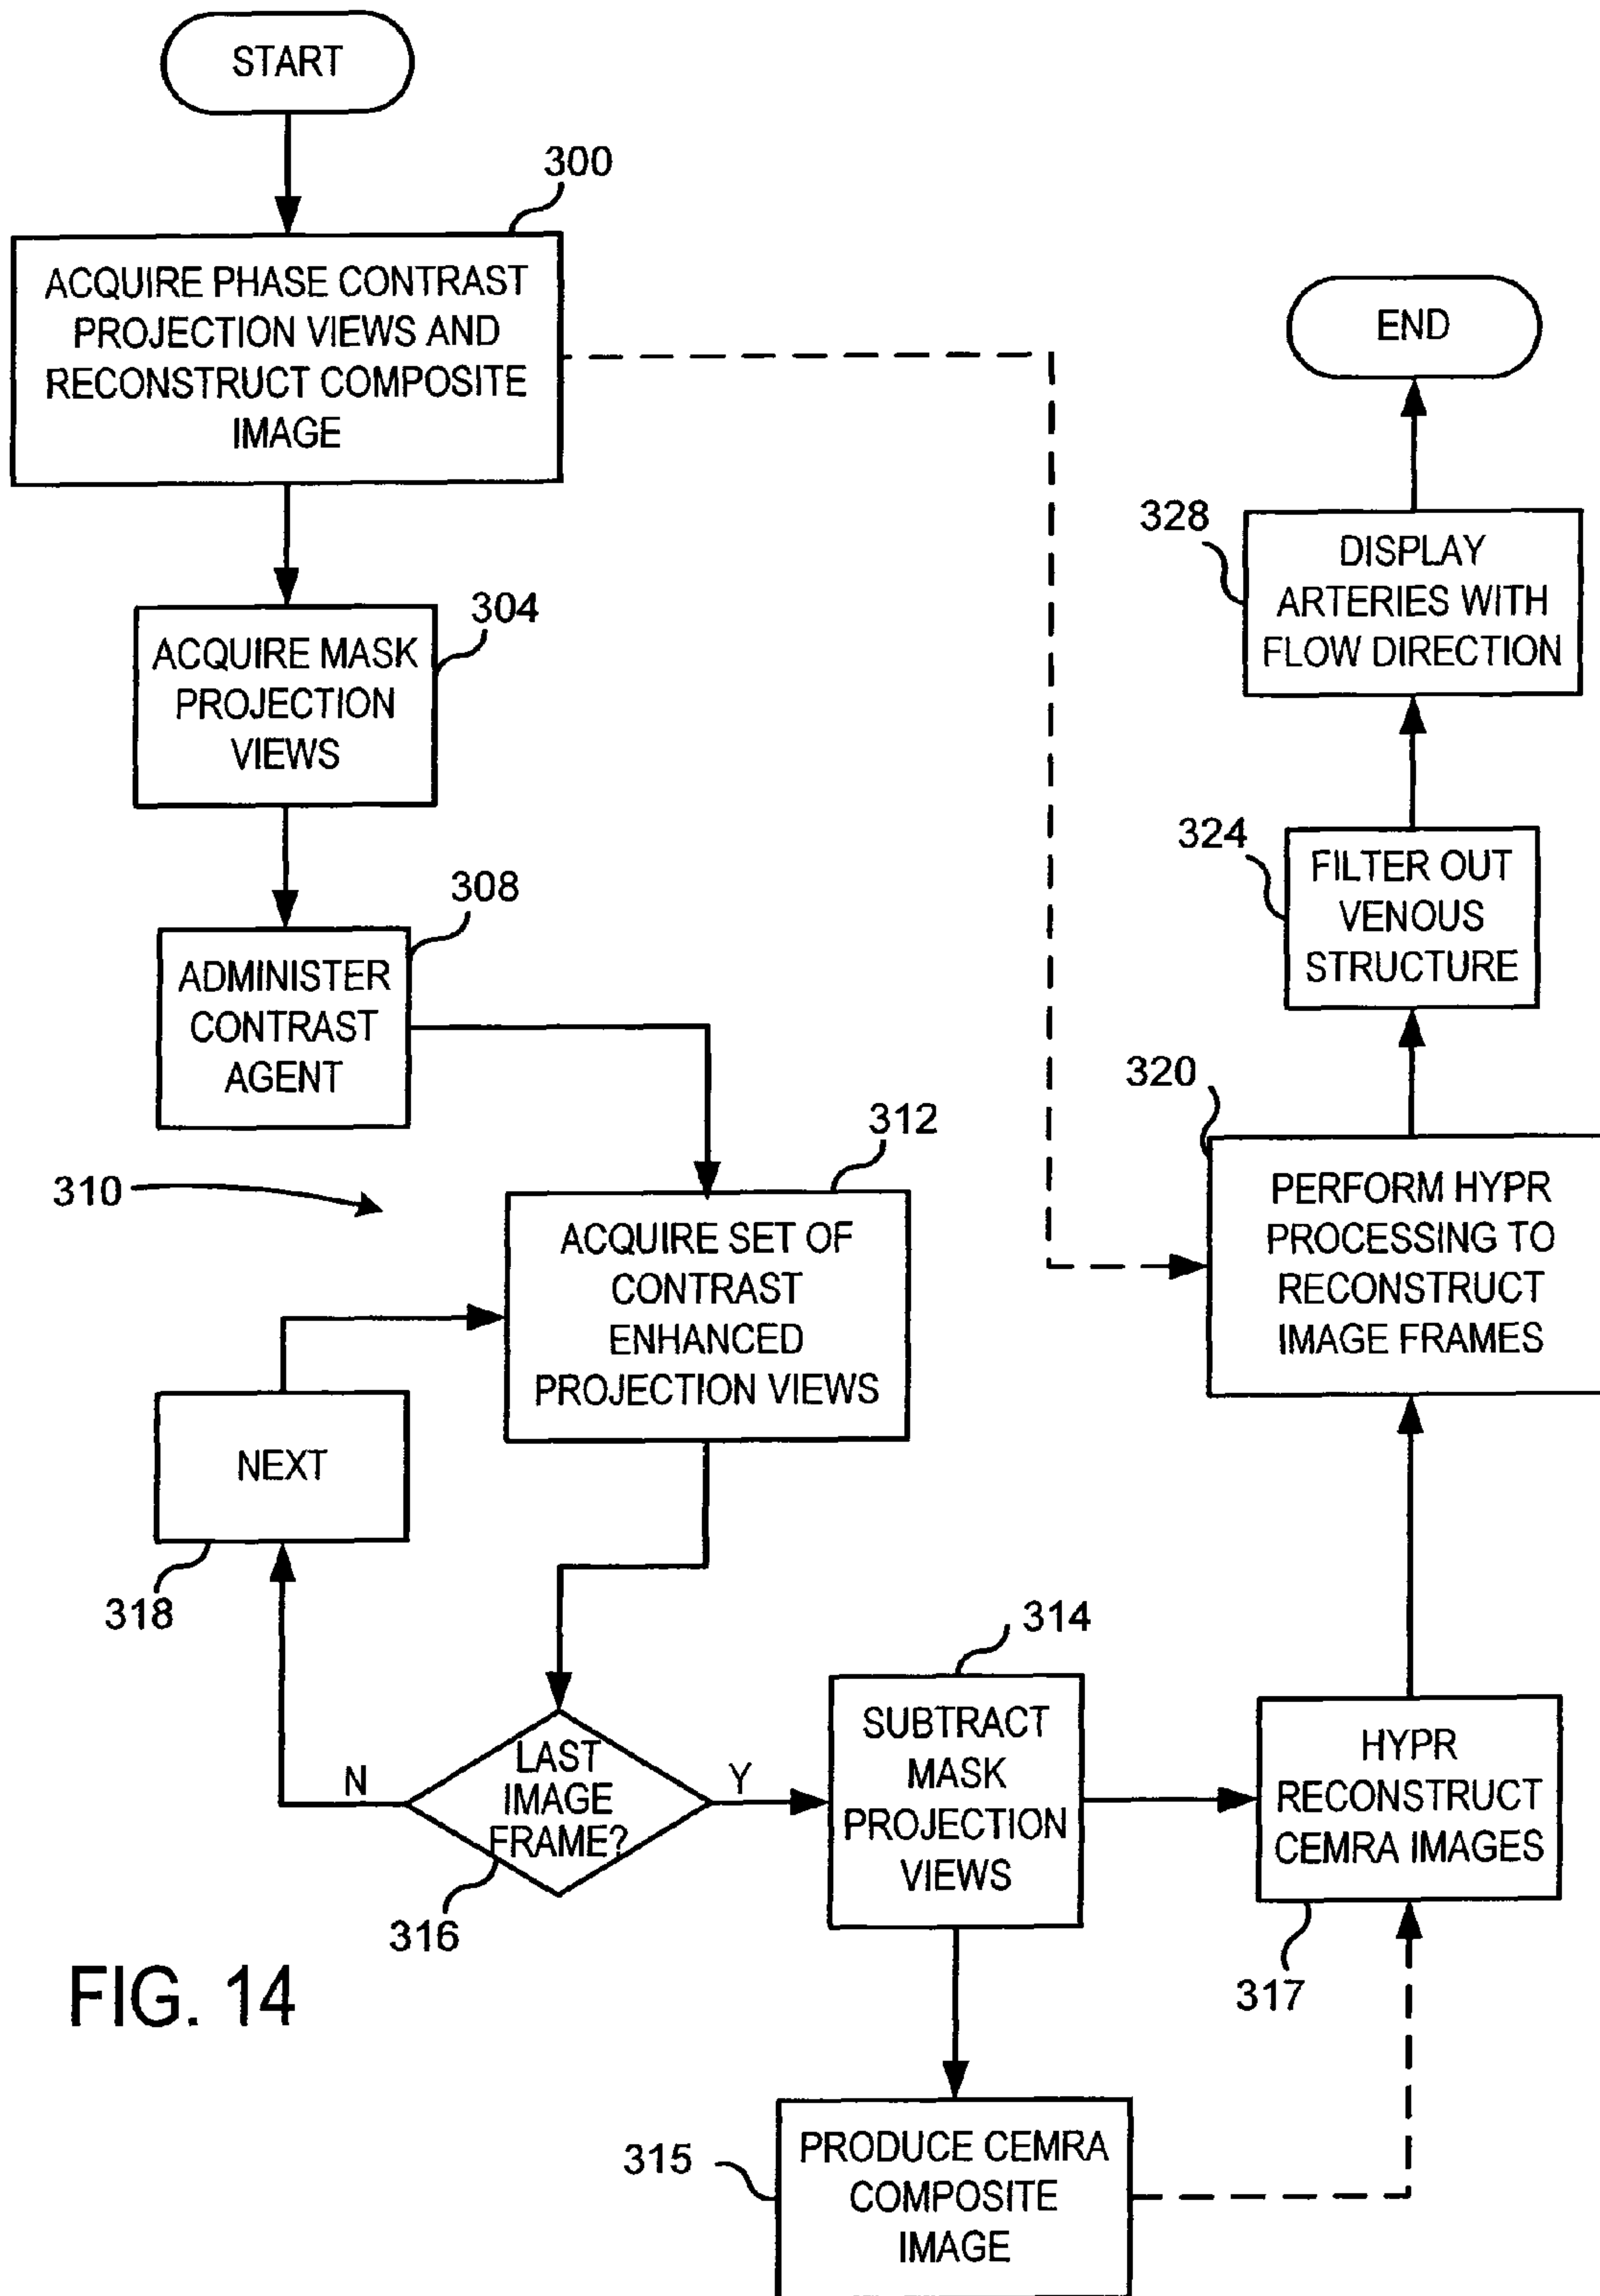 START
300
ACQUIRE PHASE CONTRAST
PROJECTION VIEWS AND
RECONSTRUCT COMPOSITE
IMAGE
304
ACQUIRE MASK
PROJECTION
VIEWS
308
ADMINISTER
CONTRAST
AGENT
310
312
ACQUIRE SET OF
CONTRAST
ENHANCED
PROJECTION VIEWS
NEXT
318
LAST
IMAGE
FRAME?
N
Y
316
314
SUBTRACT
MASK
PROJECTION
VIEWS
315
PRODUCE CEMRA
COMPOSITE
IMAGE
HYPR
RECONSTRUCT
CEMRA IMAGES
317
320
PERFORM HYPR
PROCESSING TO
RECONSTRUCT
IMAGE FRAMES
324
FILTER OUT
VENOUS
STRUCTURE
328
DISPLAY
ARTERIES WITH
FLOW DIRECTION
END
FIG. 14